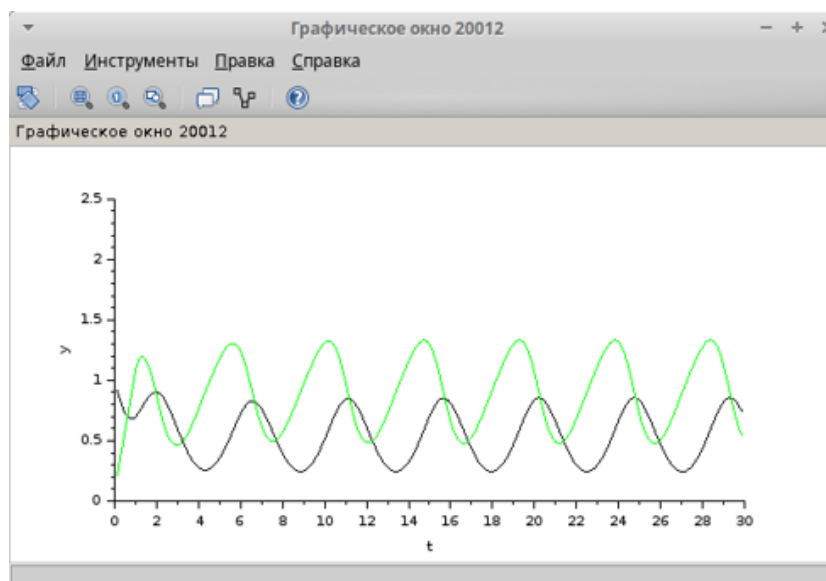 Графическое окно 20012
Файл Инструменты Правка Справка
Графическое окно 20012
2.5
2
1.5
1
0.5
0
y
0 2 4 6 8 10 12 14 16 18 20 22 24 26 28 30
t